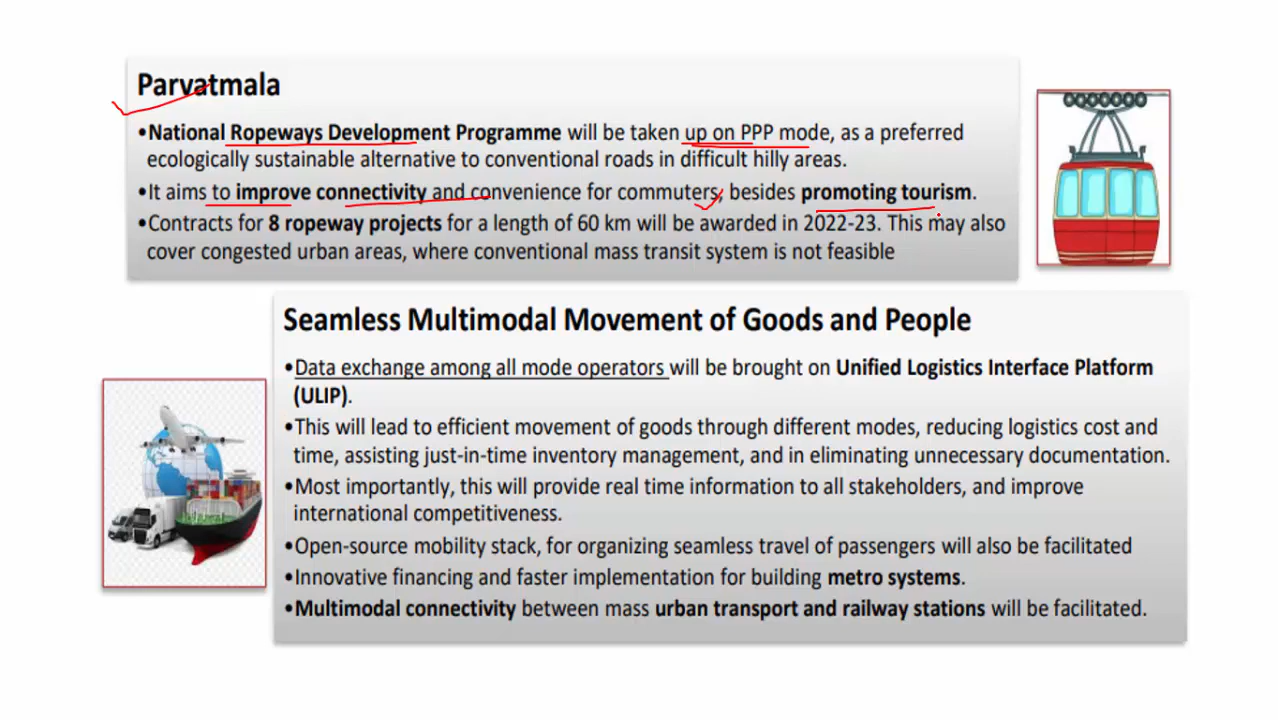 Parvatmala
•National Ropeways Development Programme will be taken up on PPP mode, as a preferred
ecologically sustainable alternative to conventional roads in difficult hilly areas.
•It aims to improve connectivity and convenience for commuters, besides promoting tourism.
•Contracts for 8 ropeway projects for a length of 60 km will be awarded in 2022-23. This may also
cover congested urban areas, where conventional mass transit system is not feasible
Seamless Multimodal Movement of Goods and People
•Data exchange among all mode operators will be brought on Unified Logistics Interface Platform
(ULIP).
•This will lead to efficient movement of goods through different modes, reducing logistics cost and
time, assisting just-in-time inventory management, and in eliminating unnecessary documentation.
•Most importantly, this will provide real time information to all stakeholders, and improve
international competitiveness.
•Open-source mobility stack, for organizing seamless travel of passengers will also be facilitated
•Innovative financing and faster implementation for building metro systems.
•Multimodal connectivity between mass urban transport and railway stations will be facilitated.